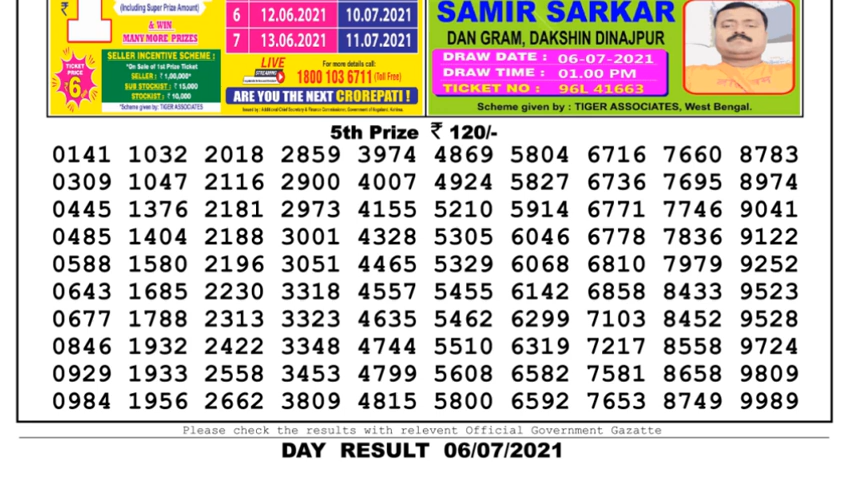 ₹ 1
(Including Super Prize Amount)
& WIN
MANY MORE PRIZES
TICKET
PRICE
₹6
SELLER INCENTIVE SCHEME :
*On Sale of 1st Prize Ticket
SELLER : ₹ 1,00,000*
SUB STOCKIST : ₹ 15,000
STOCKIST : ₹ 10,000
*Scheme given by: TIGER ASSOCIATES
6 12.06.2021 10.07.2021
7 13.06.2021 11.07.2021
LIVE
STREAMING
For more details call:
1800 103 6711 (Toll Free)
ARE YOU THE NEXT CROREPATI !
SAMIR SARKAR
DAN GRAM, DAKSHIN DINAJPUR
DRAW DATE : 06-07-2021
DRAW TIME : 01.00 PM
TICKET NO : 96L 41663
Scheme given by : TIGER ASSOCIATES, West Bengal.
5th Prize ₹ 120/-
0141 1032 2018 2859 3974 4869 5804 6716 7660 8783
0309 1047 2116 2900 4007 4924 5827 6736 7695 8974
0445 1376 2181 2973 4155 5210 5914 6771 7746 9041
0485 1404 2188 3001 4328 5305 6046 6778 7836 9122
0588 1580 2196 3051 4465 5329 6068 6810 7979 9252
0643 1685 2230 3318 4557 5455 6142 6858 8433 9523
0677 1788 2313 3323 4635 5462 6299 7103 8452 9528
0846 1932 2422 3348 4744 5510 6319 7217 8558 9724
0929 1933 2558 3453 4799 5608 6582 7581 8658 9809
0984 1956 2662 3809 4815 5800 6592 7653 8749 9989
Please check the results with relevent Official Government Gazatte
DAY RESULT 06/07/2021